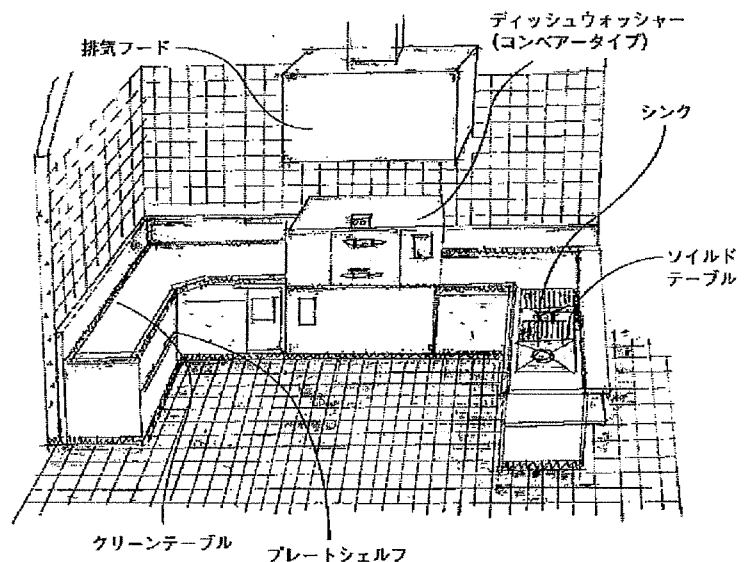 ディッシュウォッシャー
(コンベアータイプ)
排気フード
シンク
ソイルド
テーブル
クリーンテーブル
プレートシェルフ